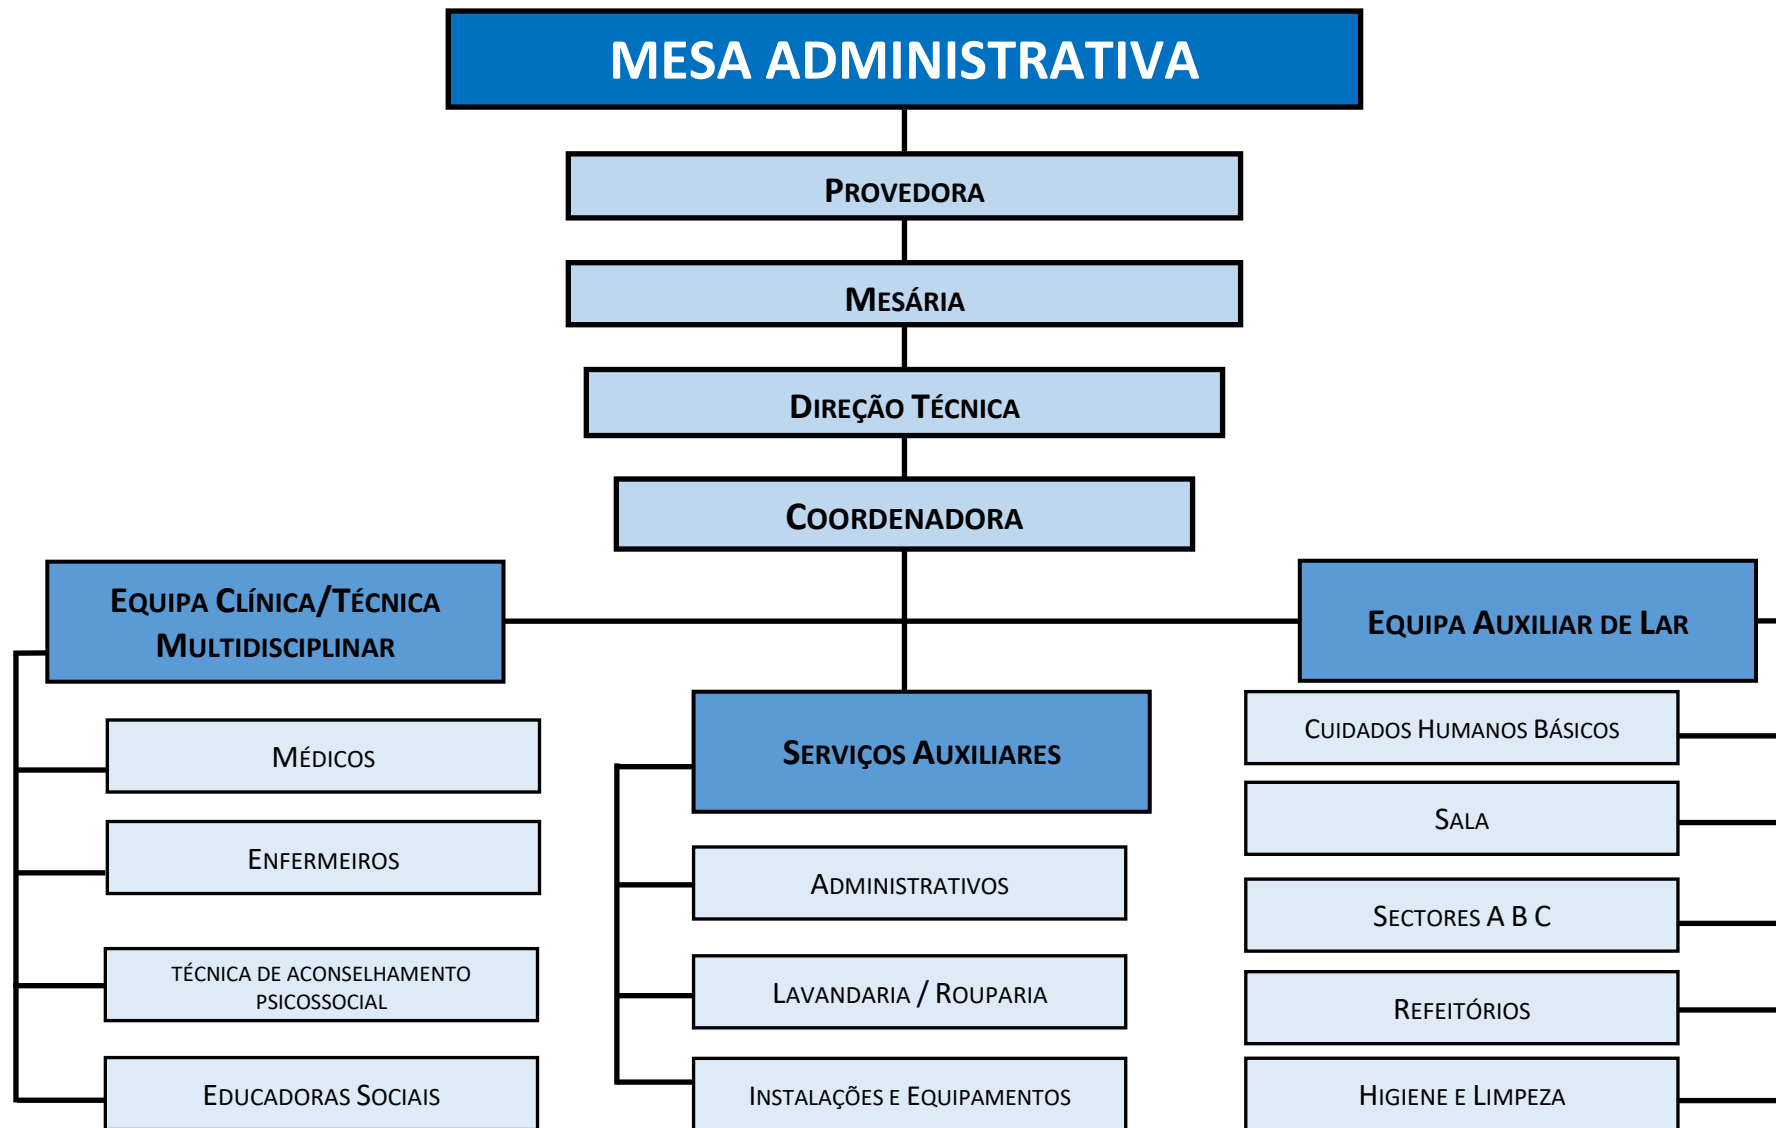 MESA ADMINISTRATIVA
PROVEDORA
MESÁRIA
DIREÇÃO TÉCNICA
COORDENADORA
EQUIPA CLÍNICA/TÉCNICA
MULTIDISCIPLINAR
MÉDICOS
ENFERMEIROS
TÉCNICA DE ACONSELHAMENTO
PSICOSSOCIAL
EDUCADORAS SOCIAIS
SERVIÇOS AUXILIARES
ADMINISTRATIVOS
LAVANDARIA / ROUPARIA
INSTALAÇÕES E EQUIPAMENTOS
EQUIPA AUXILIAR DE LAR
CUIDADOS HUMANOS BÁSICOS
SALA
SECTORES A B C
REFEITÓRIOS
HIGIENE E LIMPEZA